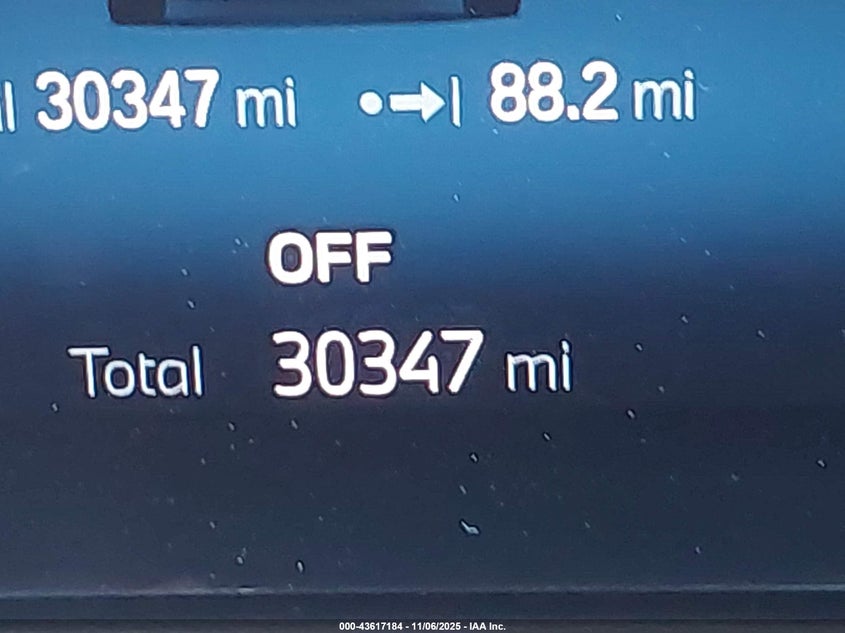 30347 mi 88.2 mi
OFF
Total 30347 mi
000-43617184 - 11/06/2025 - IAA Inc.